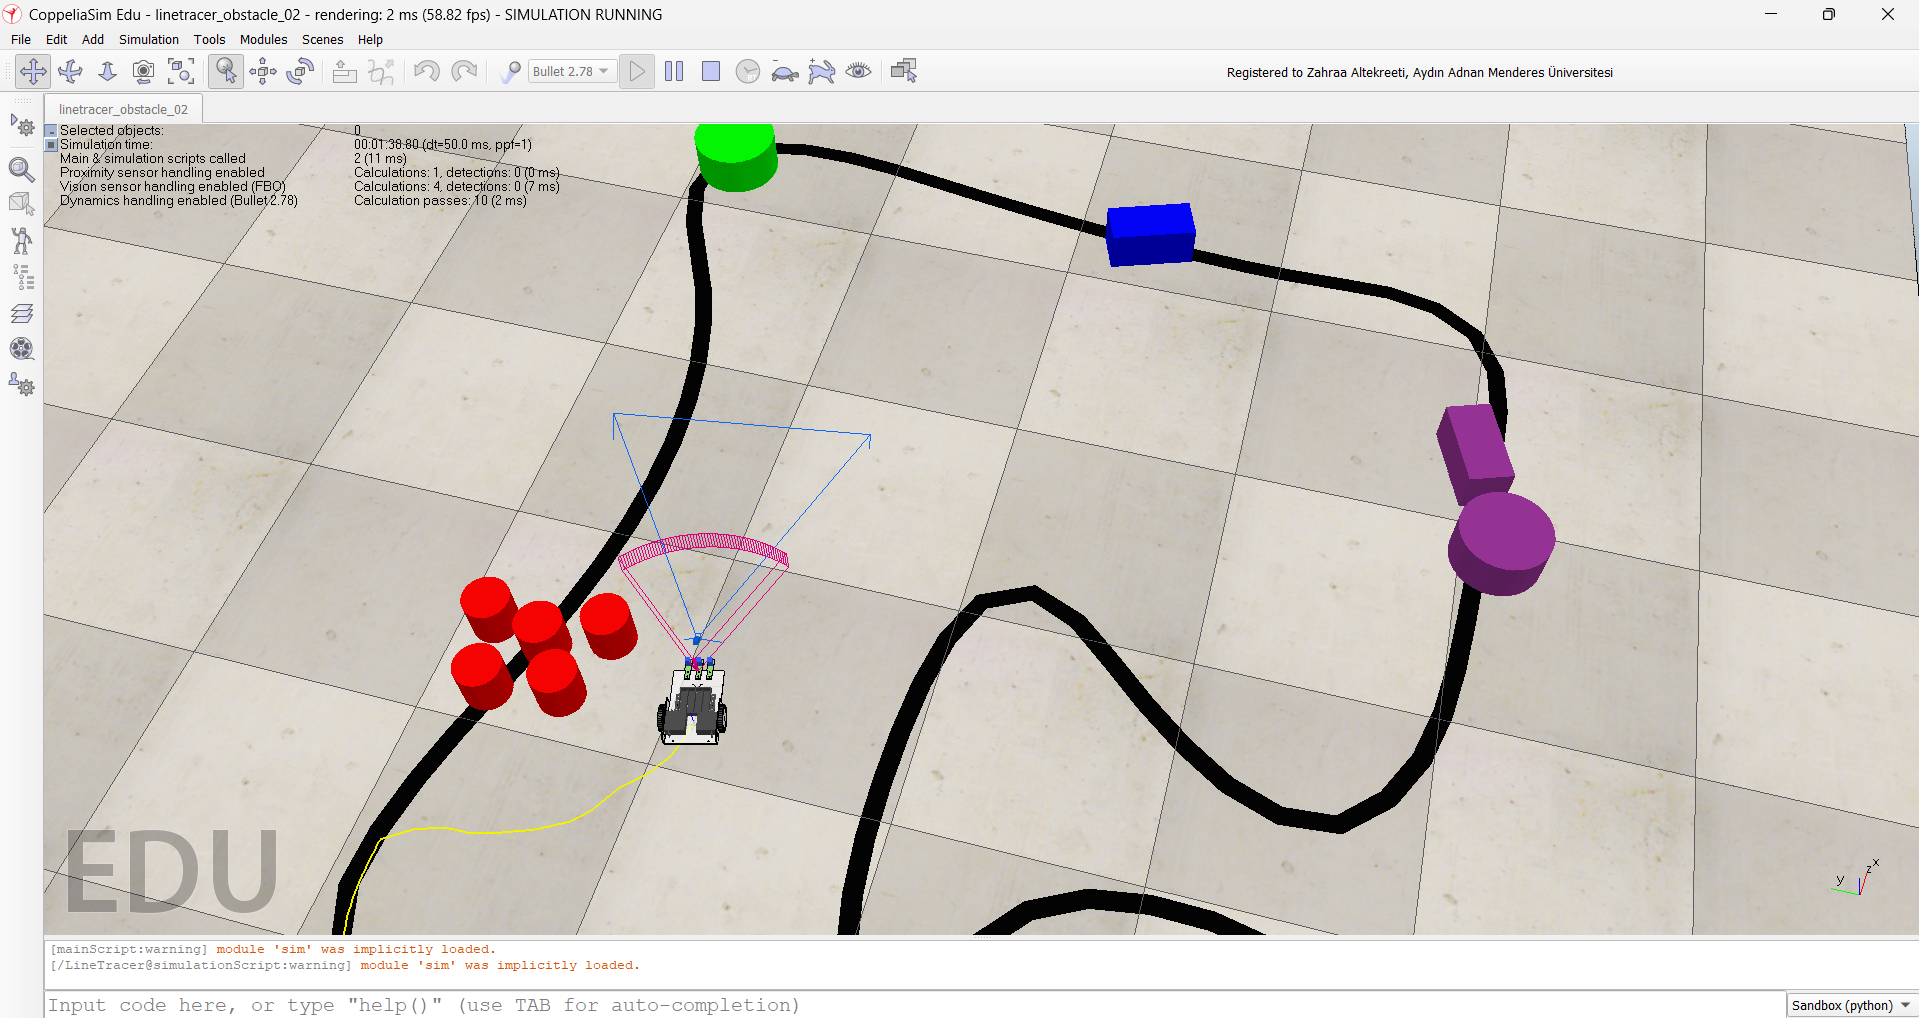 CoppeliaSim Edu - linetracer_obstacle_02 - rendering: 2 ms (58.82 fps) - SIMULATION RUNNING
File Edit Add Simulation Tools Modules Scenes Help
Bullet 2.78
Registered to Zahraa Altekreeti, Aydın Adnan Menderes Üniversitesi
linetracer_obstacle_02
Selected objects: 0
Simulation time: 00:01:38.80 (dt=50.0 ms, ppf=1)
Main & simulation scripts called 2 (11 ms)
Proximity sensor handling enabled Calculations: 1, detections: 0 (0 ms)
Vision sensor handling enabled (FBO) Calculations: 4, detections: 0 (7 ms)
Dynamics handling enabled (Bullet 2.78) Calculation passes: 10 (2 ms)
EDU
x
z
y
[mainScript:warning] module 'sim' was implicitly loaded.
[/LineTracer@simulationScript:warning] module 'sim' was implicitly loaded.
Input code here, or type "help()" (use TAB for auto-completion)
Sandbox (python)